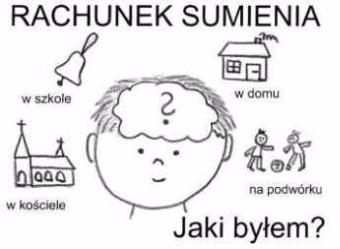 RACHUNEK SUMIENIA
w szkole
w domu
?
w kościele
na podwórku
Jaki byłem?